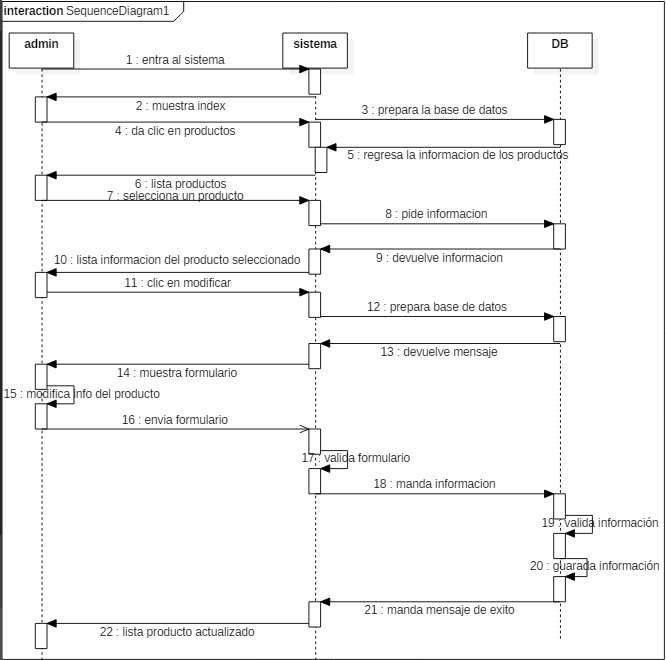 interaction SequenceDiagram1
admin
sistema
DB
1 : entra al sistema
2 : muestra index
3 : prepara la base de datos
4 : da clic en productos
5 : regresa la informacion de los productos
6 : lista productos
7 : selecciona un producto
8 : pide informacion
9 : devuelve informacion
10 : lista informacion del producto seleccionado
11 : clic en modificar
12 : prepara base de datos
13 : devuelve mensaje
14 : muestra formulario
15 : modifica info del producto
16 : envia formulario
17 : valida formulario
18 : manda informacion
19 : valida información
20 : guarada información
21 : manda mensaje de exito
22 : lista producto actualizado